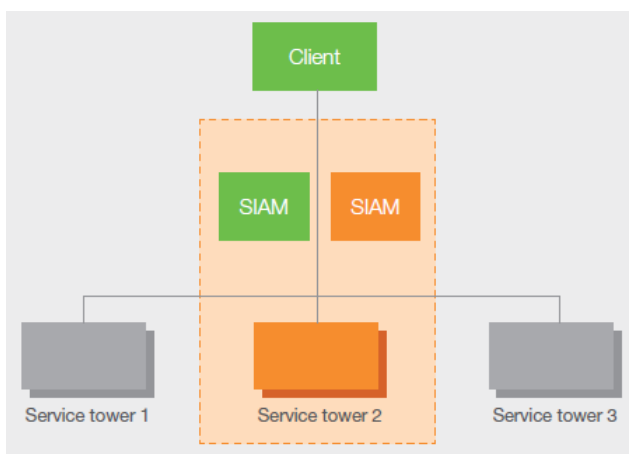 Client
SIAM
SIAM
Service tower 1
Service tower 2
Service tower 3